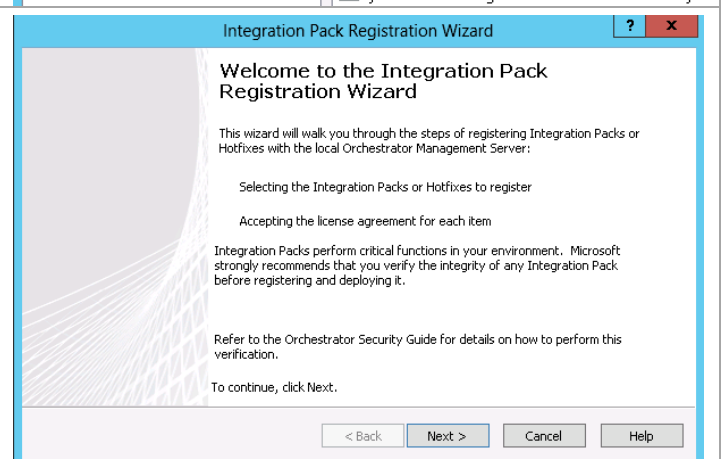 Integration Pack Registration Wizard
?
x
Welcome to the Integration Pack
Registration Wizard
This wizard will walk you through the steps of registering Integration Packs or
Hotfixes with the local Orchestrator Management Server:
Selecting the Integration Packs or Hotfixes to register
Accepting the license agreement for each item
Integration Packs perform critical functions in your environment. Microsoft
strongly recommends that you verify the integrity of any Integration Pack
before registering and deploying it.
Refer to the Orchestrator Security Guide for details on how to perform this
verification.
To continue, click Next.
< Back
Next >
Cancel
Help